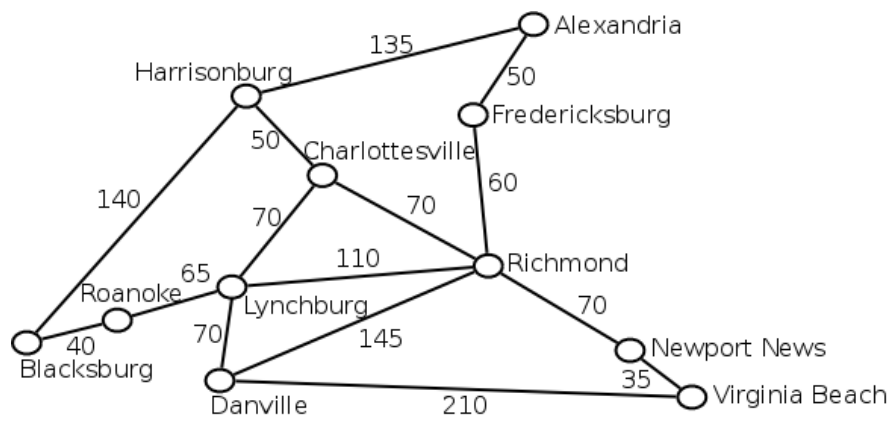 Alexandria
135
Harrisonburg
50
Fredericksburg
50
Charlottesville
60
140
70
70
65
110
Richmond
Roanoke
Lynchburg
70
70
145
40
Newport News
Blacksburg
35
Virginia Beach
Danville
210